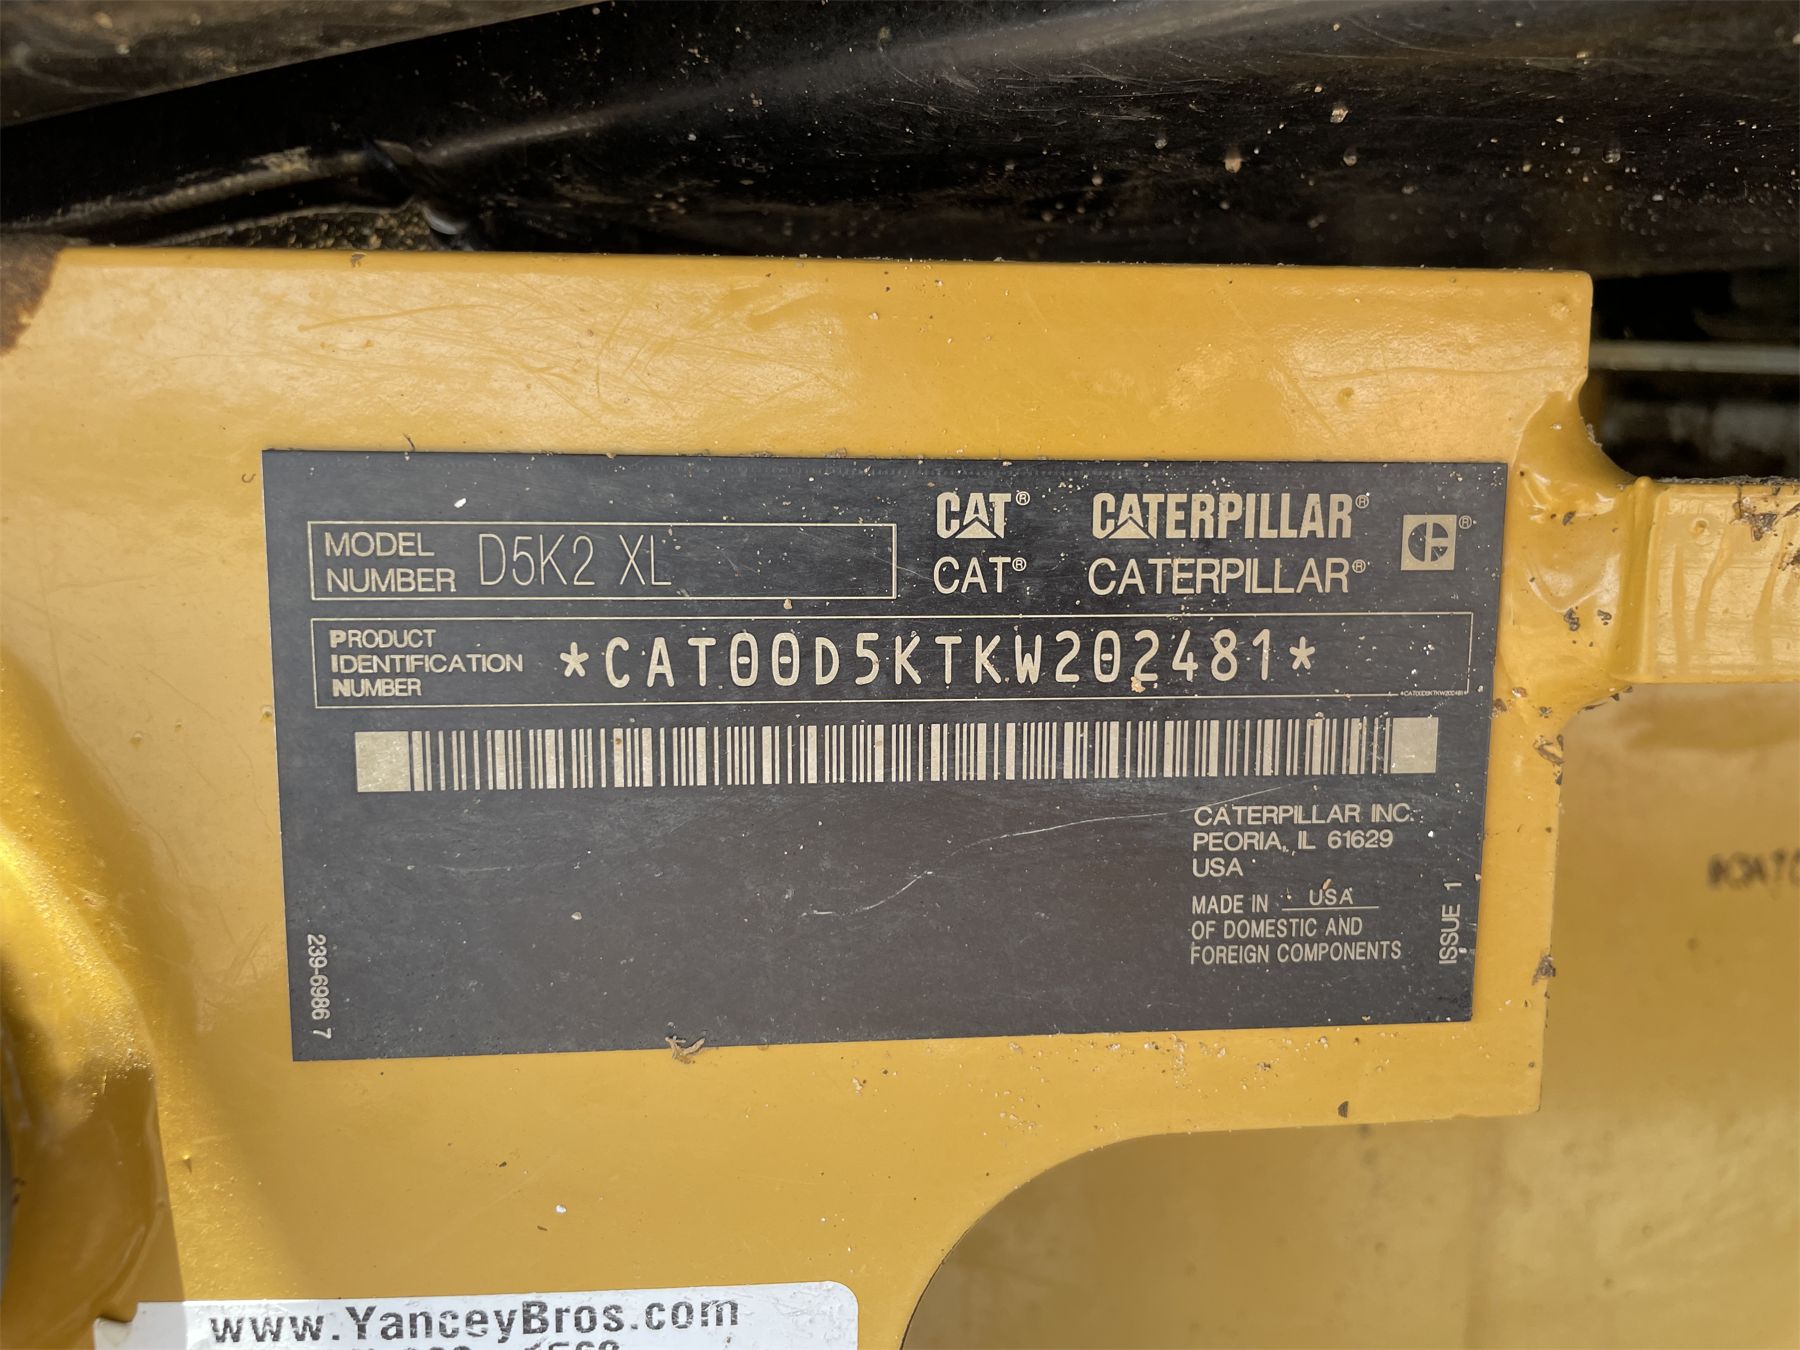 MODEL
NUMBER
D5K2 XL
CAT® CATERPILLAR®
CAT® CATERPILLAR®
PRODUCT
IDENTIFICATION
NUMBER
*CAT00D5KTKW202481*
*CAT00D5KTKW202481*
CATERPILLAR INC.
PEORIA, IL 61629
USA
MADE IN USA
OF DOMESTIC AND
FOREIGN COMPONENTS
ISSUE 1
239-6986 7
www.YanceyBros.com